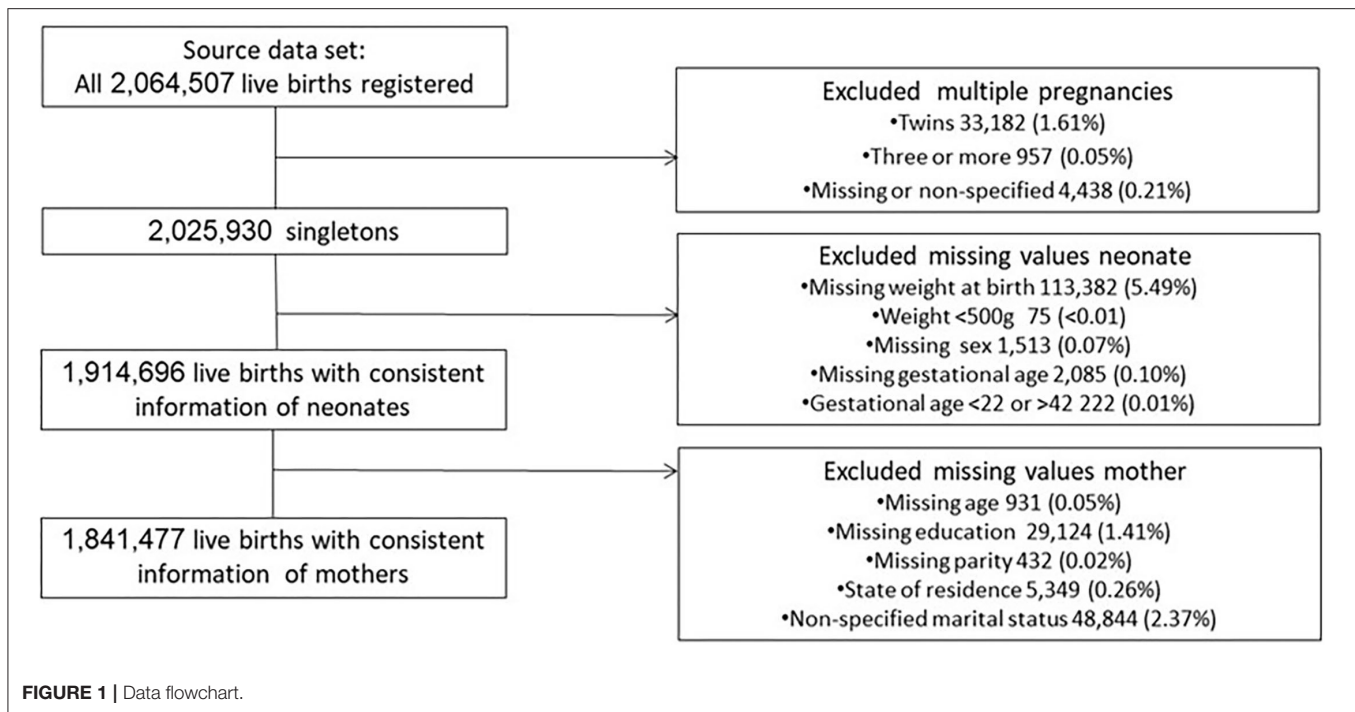 Source data set:
All 2,064,507 live births registered
Excluded multiple pregnancies
•Twins 33,182 (1.61%)
•Three or more 957 (0.05%)
•Missing or non-specified 4,438 (0.21%)
2,025,930 singletons
Excluded missing values neonate
•Missing weight at birth 113,382 (5.49%)
•Weight <500g 75 (<0.01)
•Missing sex 1,513 (0.07%)
•Missing gestational age 2,085 (0.10%)
•Gestational age <22 or >42 222 (0.01%)
1,914,696 live births with consistent
information of neonates
Excluded missing values mother
•Missing age 931 (0.05%)
•Missing education 29,124 (1.41%)
•Missing parity 432 (0.02%)
•State of residence 5,349 (0.26%)
•Non-specified marital status 48,844 (2.37%)
1,841,477 live births with consistent
information of mothers
FIGURE 1 | Data flowchart.